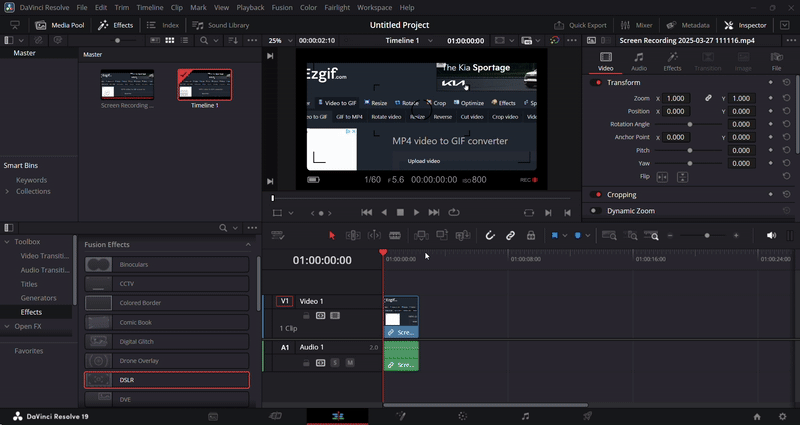 DaVinci Resolve File Edit Trim Timeline Clip Mark View Playback Fusion Color Fairlight Workspace Help
Media Pool Effects Index Sound Library Untitled Project Quick Export Mixer Metadata Inspector
25% 00:00:02:10 Timeline 1 01:00:00:00 Screen Recording 2025-03-27 111116.mp4
Master
Master
Screen Recording ...
Timeline 1
Smart Bins
Keywords
Collections
Ezgif.com
The Kia Sportage
KIA
Video to GIF Resize Rotate Crop Optimize Effects
to GIF GIF to MP4 Rotate video Resize Reverse Cut video Crop video
MP4 video to GIF converter
Upload video
1/60 F 5.6 00:00:00:00 ISO 800 REC
Video Audio Effects Transition Image File
Transform
Zoom X 1.000 Y 1.000
Position X 0.000 Y 0.000
Rotation Angle 0.000
Anchor Point X 0.000 Y 0.000
Pitch 0.000
Yaw 0.000
Flip
Cropping
Dynamic Zoom
Toolbox
Video Transiti...
Audio Transiti...
Titles
Generators
Effects
Open FX
Favorites
Fusion Effects
Binoculars
CCTV
Colored Border
Comic Book
Digital Glitch
Drone Overlay
DSLR
DVE
01:00:00:00
01:00:00:00 01:00:08:00 01:00:16:00 01:00:24:00
V1 Video 1
1 Clip
Scre...
A1 Audio 1 2.0
S M
Scre...
DaVinci Resolve 19